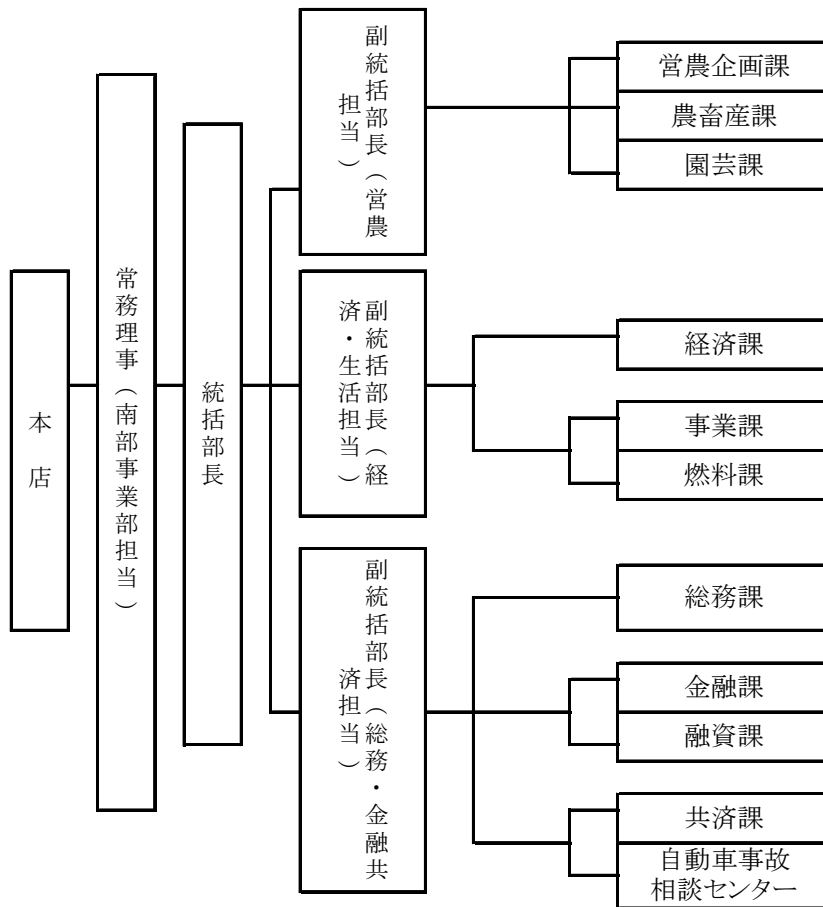 本店
常務理事（南部事業部担当）
統括部長
副統括部長（営農
担当）
営農企画課
農畜産課
園芸課
副統括部長（経
済・生活担当）
経済課
事業課
燃料課
副統括部長（総務・金融共
済担当）
総務課
金融課
融資課
共済課
自動車事故
相談センター